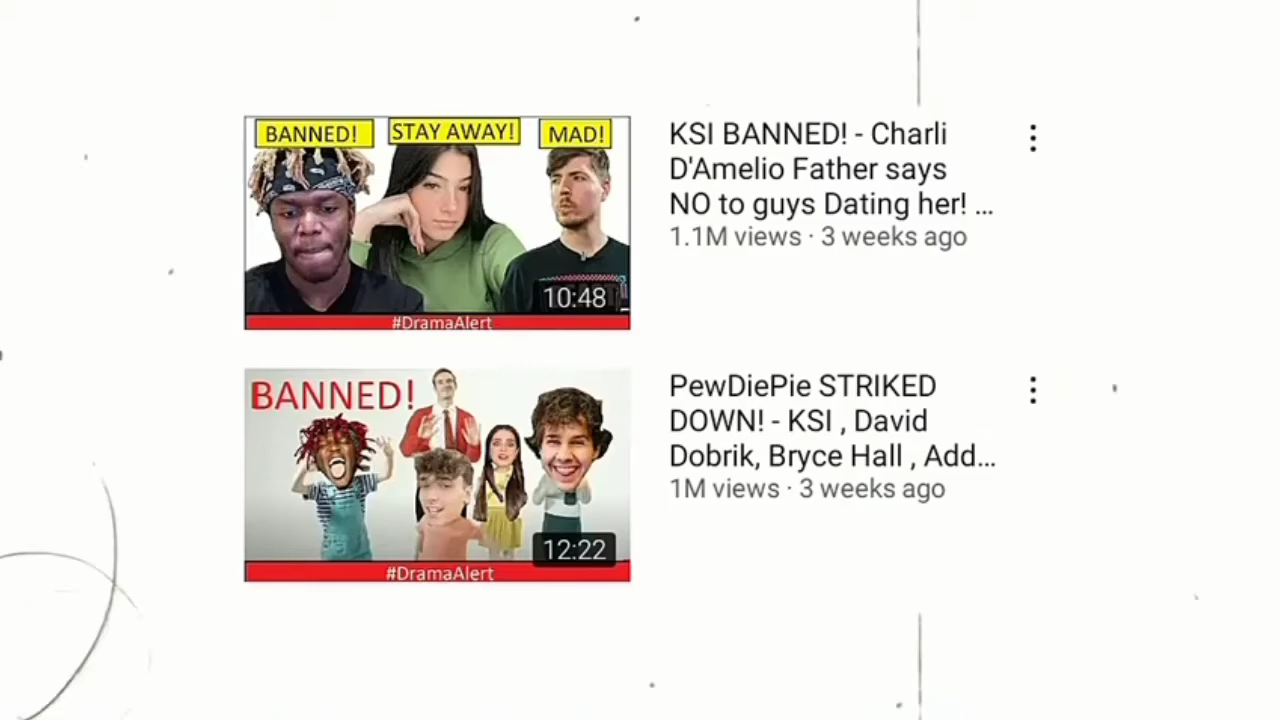 BANNED!
STAY AWAY!
MAD!
10:48
#DramaAlert
KSI BANNED! - Charli
D'Amelio Father says
NO to guys Dating her! ...
1.1M views · 3 weeks ago
BANNED!
12:22
#DramaAlert
PewDiePie STRIKED
DOWN! - KSI , David
Dobrik, Bryce Hall , Add...
1M views · 3 weeks ago